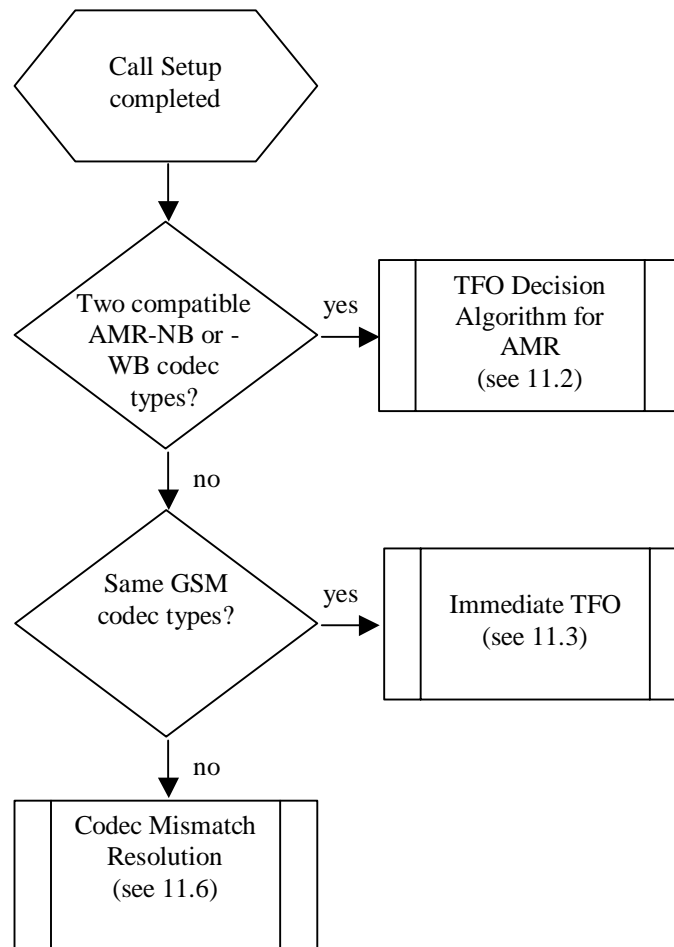 Call Setup
completed
Two compatible
AMR-NB or -
WB codec
types?
yes
TFO Decision
Algorithm for
AMR
(see 11.2)
no
Same GSM
codec types?
yes
Immediate TFO
(see 11.3)
no
Codec Mismatch
Resolution
(see 11.6)